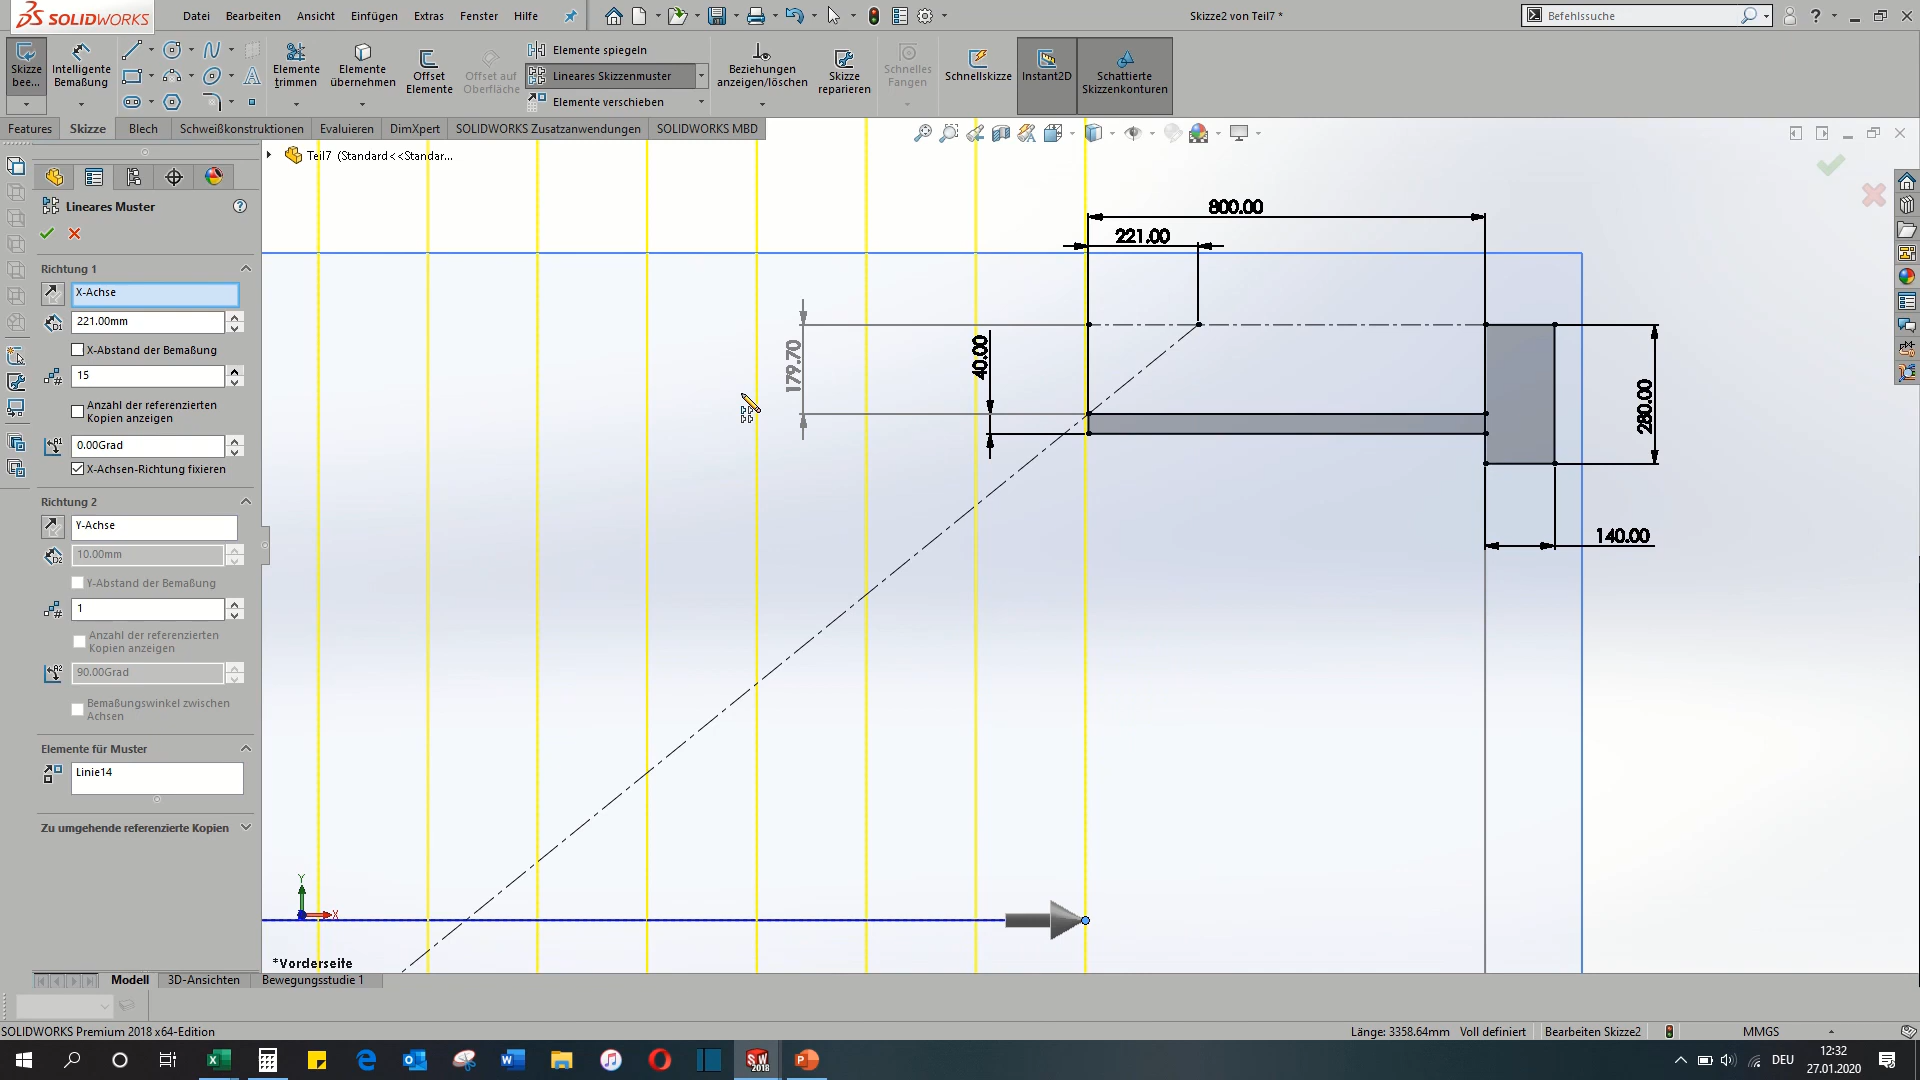 SOLIDWORKS
Datei
Bearbeiten
Ansicht
Einfügen
Extras
Fenster
Hilfe
Skizze2 von Teil7 *
Befehlssuche
Skizze bee...
Intelligente Bemaßung
Elemente trimmen
Elemente übernehmen
Offset Elemente
Offset auf Oberfläche
Elemente spiegeln
Lineares Skizzenmuster
Elemente verschieben
Beziehungen anzeigen/löschen
Skizze reparieren
Schnelles Fangen
Schnellskizze
Instant2D
Schattierte Skizzenkonturen
Features
Skizze
Blech
Schweißkonstruktionen
Evaluieren
DimXpert
SOLIDWORKS Zusatzanwendungen
SOLIDWORKS MBD
Teil7 (Standard<<Standar...
Lineares Muster
Richtung 1
X-Achse
221.00mm
X-Abstand der Bemaßung
15
Anzahl der referenzierten
Kopien anzeigen
0.00Grad
X-Achsen-Richtung fixieren
Richtung 2
Y-Achse
10.00mm
Y-Abstand der Bemaßung
1
Anzahl der referenzierten
Kopien anzeigen
90.00Grad
Bemaßungswinkel zwischen
Achsen
Elemente für Muster
Linie14
Zu umgehende referenzierte Kopien
800.00
221.00
179.70
40.00
280.00
140.00
Y
X
*Vorderseite
Modell
3D-Ansichten
Bewegungsstudie 1
SOLIDWORKS Premium 2018 x64-Edition
Länge: 3358.64mm
Voll definiert
Bearbeiten Skizze2
MMGS
DEU
12:32
27.01.2020